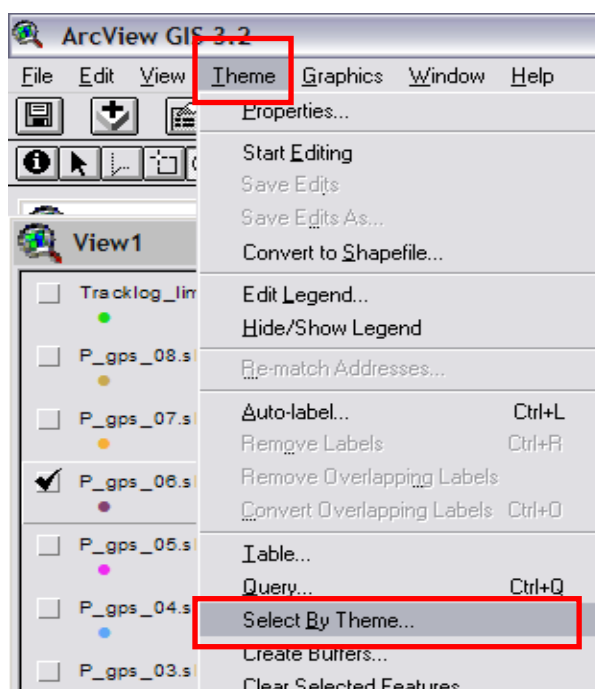 ArcView GIS 3.2
File Edit View Theme Graphics Window Help
Properties...
Start Editing
Save Edits
Save Edits As...
Convert to Shapefile...
Edit Legend...
Hide/Show Legend
Re-match Addresses...
Auto-label... Ctrl+L
Remove Labels Ctrl+R
Remove Overlapping Labels
Convert Overlapping Labels Ctrl+O
Table...
Query... Ctrl+Q
Select By Theme...
Create Buffers...
Clear Selected Features
View1
Tracklog_lim
P_gps_08.s
P_gps_07.s
P_gps_06.s
P_gps_05.s
P_gps_04.s
P_gps_03.s